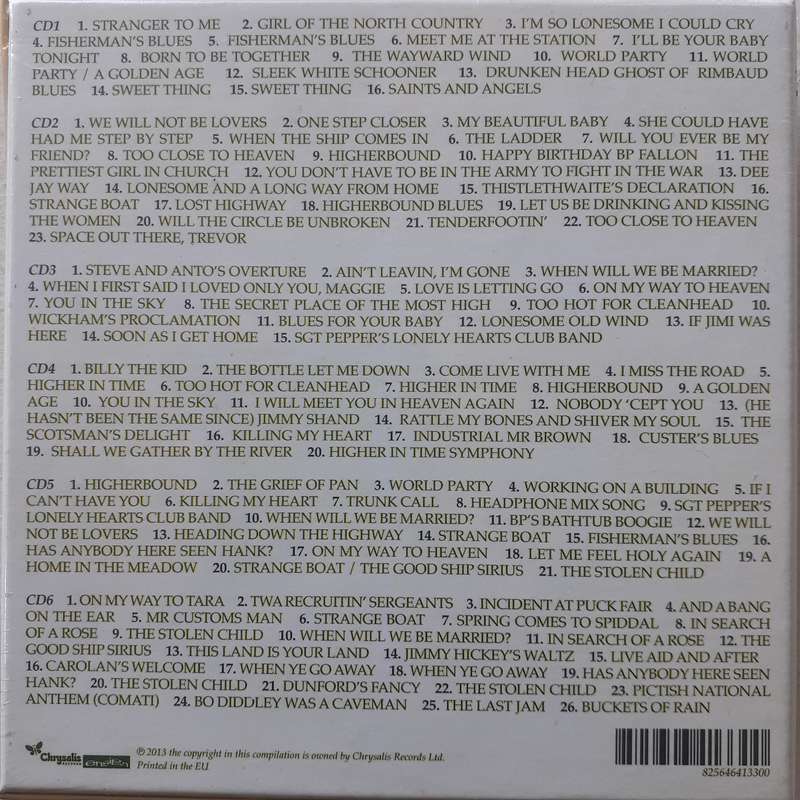 CD1 1. STRANGER TO ME 2. GIRL OF THE NORTH COUNTRY 3. I'M SO LONESOME I COULD CRY
4. FISHERMAN'S BLUES 5. FISHERMAN'S BLUES 6. MEET ME AT THE STATION 7. I'LL BE YOUR BABY
TONIGHT 8. BORN TO BE TOGETHER 9. THE WAYWARD WIND 10. WORLD PARTY 11. WORLD
PARTY / A GOLDEN AGE 12. SLEEK WHITE SCHOONER 13. DRUNKEN HEAD GHOST OF RIMBAUD
BLUES 14. SWEET THING 15. SWEET THING 16. SAINTS AND ANGELS
CD2 1. WE WILL NOT BE LOVERS 2. ONE STEP CLOSER 3. MY BEAUTIFUL BABY 4. SHE COULD HAVE
HAD ME STEP BY STEP 5. WHEN THE SHIP COMES IN 6. THE LADDER 7. WILL YOU EVER BE MY
FRIEND? 8. TOO CLOSE TO HEAVEN 9. HIGHERBOUND 10. HAPPY BIRTHDAY BP FALLON 11. THE
PRETTIEST GIRL IN CHURCH 12. YOU DON'T HAVE TO BE IN THE ARMY TO FIGHT IN THE WAR 13. DEE
JAY WAY 14. LONESOME AND A LONG WAY FROM HOME 15. THISTLETHWAITE'S DECLARATION 16.
STRANGE BOAT 17. LOST HIGHWAY 18. HIGHERBOUND BLUES 19. LET US BE DRINKING AND KISSING
THE WOMEN 20. WILL THE CIRCLE BE UNBROKEN 21. TENDERFOOTIN' 22. TOO CLOSE TO HEAVEN
23. SPACE OUT THERE, TREVOR
CD3 1. STEVE AND ANTO'S OVERTURE 2. AIN'T LEAVIN, I'M GONE 3. WHEN WILL WE BE MARRIED?
4. WHEN I FIRST SAID I LOVED ONLY YOU, MAGGIE 5. LOVE IS LETTING GO 6. ON MY WAY TO HEAVEN
7. YOU IN THE SKY 8. THE SECRET PLACE OF THE MOST HIGH 9. TOO HOT FOR CLEANHEAD 10.
WICKHAM'S PROCLAMATION 11. BLUES FOR YOUR BABY 12. LONESOME OLD WIND 13. IF JIMI WAS
HERE 14. SOON AS I GET HOME 15. SGT PEPPER'S LONELY HEARTS CLUB BAND
CD4 1. BILLY THE KID 2. THE BOTTLE LET ME DOWN 3. COME LIVE WITH ME 4. I MISS THE ROAD 5.
HIGHER IN TIME 6. TOO HOT FOR CLEANHEAD 7. HIGHER IN TIME 8. HIGHERBOUND 9. A GOLDEN
AGE 10. YOU IN THE SKY 11. I WILL MEET YOU IN HEAVEN AGAIN 12. NOBODY 'CEPT YOU 13. (HE
HASN'T BEEN THE SAME SINCE) JIMMY SHAND 14. RATTLE MY BONES AND SHIVER MY SOUL 15. THE
SCOTSMAN'S DELIGHT 16. KILLING MY HEART 17. INDUSTRIAL MR BROWN 18. CUSTER'S BLUES
19. SHALL WE GATHER BY THE RIVER 20. HIGHER IN TIME SYMPHONY
CD5 1. HIGHERBOUND 2. THE GRIEF OF PAN 3. WORLD PARTY 4. WORKING ON A BUILDING 5. IF I
CAN'T HAVE YOU 6. KILLING MY HEART 7. TRUNK CALL 8. HEADPHONE MIX SONG 9. SGT PEPPER'S
LONELY HEARTS CLUB BAND 10. WHEN WILL WE BE MARRIED? 11. BP'S BATHTUB BOOGIE 12. WE WILL
NOT BE LOVERS 13. HEADING DOWN THE HIGHWAY 14. STRANGE BOAT 15. FISHERMAN'S BLUES 16.
HAS ANYBODY HERE SEEN HANK? 17. ON MY WAY TO HEAVEN 18. LET ME FEEL HOLY AGAIN 19. A
HOME IN THE MEADOW 20. STRANGE BOAT / THE GOOD SHIP SIRIUS 21. THE STOLEN CHILD
CD6 1. ON MY WAY TO TARA 2. TWA RECRUITIN' SERGEANTS 3. INCIDENT AT PUCK FAIR 4. AND A BANG
ON THE EAR 5. MR CUSTOMS MAN 6. STRANGE BOAT 7. SPRING COMES TO SPIDDAL 8. IN SEARCH
OF A ROSE 9. THE STOLEN CHILD 10. WHEN WILL WE BE MARRIED? 11. IN SEARCH OF A ROSE 12. THE
GOOD SHIP SIRIUS 13. THIS LAND IS YOUR LAND 14. JIMMY HICKEY'S WALTZ 15. LIVE AID AND AFTER
16. CAROLAN'S WELCOME 17. WHEN YE GO AWAY 18. WHEN YE GO AWAY 19. HAS ANYBODY HERE SEEN
HANK? 20. THE STOLEN CHILD 21. DUNFORD'S FANCY 22. THE STOLEN CHILD 23. PICTISH NATIONAL
ANTHEM (COMATI) 24. BO DIDDLEY WAS A CAVEMAN 25. THE LAST JAM 26. BUCKETS OF RAIN
Chrysalis
RECORDS
ensign
℗ 2013 the copyright in this compilation is owned by Chrysalis Records Ltd.
Printed in the EU
825646413300